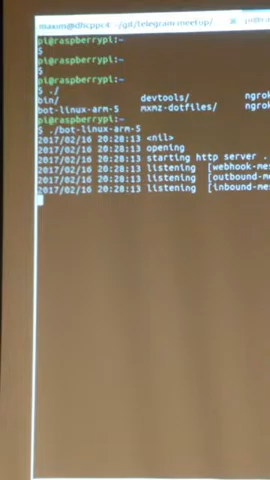 maxim@dhcppc4: ~/git/telegram.meetup/
pi@raspberrypi:~
$
pi@raspberrypi:~
$
pi@raspberrypi:~
$ ./
bin/ devtools/ ngrok
bot-linux-arm-5 mxmz-dotfiles/ ngrok
pi@raspberrypi:~
$ ./bot-linux-arm-5
2017/02/16 20:28:13 <nil>
2017/02/16 20:28:13 opening
2017/02/16 20:28:13 starting http server .
2017/02/16 20:28:13 listening [webhook-me
2017/02/16 20:28:13 listening [outbound-m
2017/02/16 20:28:13 listening [inbound-me